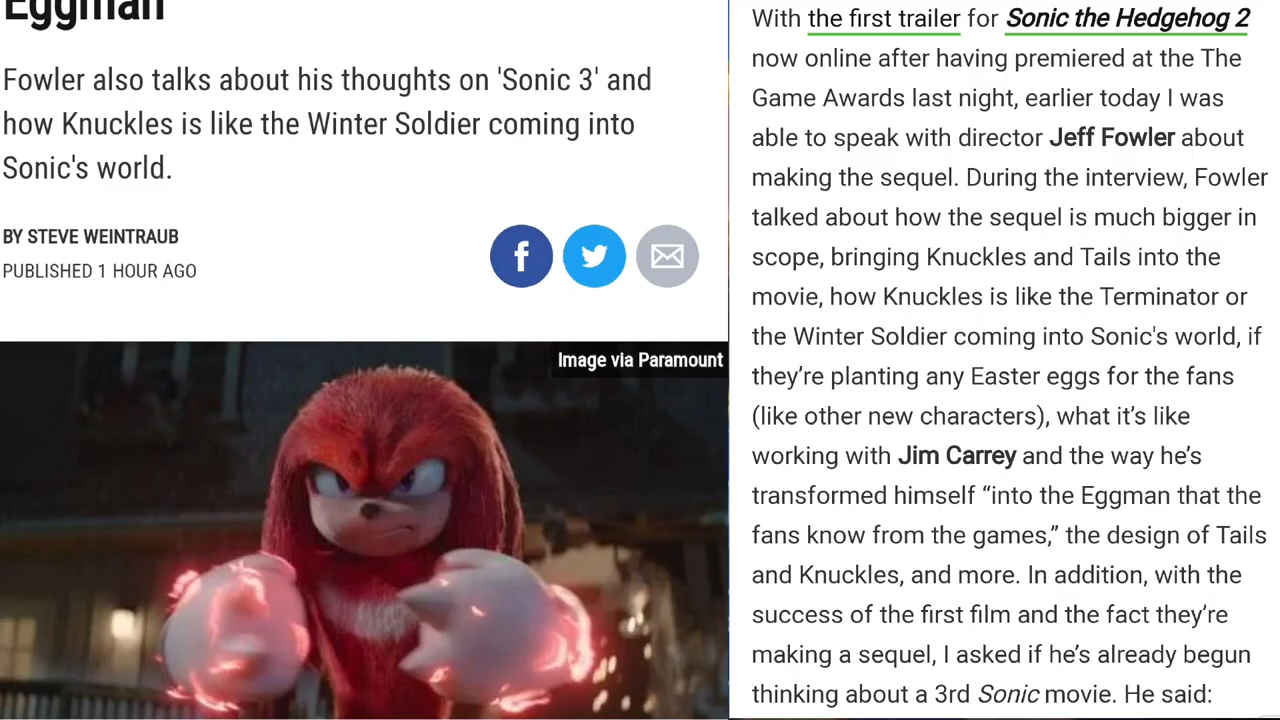 Eggman
Fowler also talks about his thoughts on 'Sonic 3' and
how Knuckles is like the Winter Soldier coming into
Sonic's world.
BY STEVE WEINTRAUB
PUBLISHED 1 HOUR AGO
f
Image via Paramount
With the first trailer for Sonic the Hedgehog 2
now online after having premiered at the The
Game Awards last night, earlier today I was
able to speak with director Jeff Fowler about
making the sequel. During the interview, Fowler
talked about how the sequel is much bigger in
scope, bringing Knuckles and Tails into the
movie, how Knuckles is like the Terminator or
the Winter Soldier coming into Sonic's world, if
they’re planting any Easter eggs for the fans
(like other new characters), what it’s like
working with Jim Carrey and the way he’s
transformed himself “into the Eggman that the
fans know from the games,” the design of Tails
and Knuckles, and more. In addition, with the
success of the first film and the fact they’re
making a sequel, I asked if he’s already begun
thinking about a 3rd Sonic movie. He said: